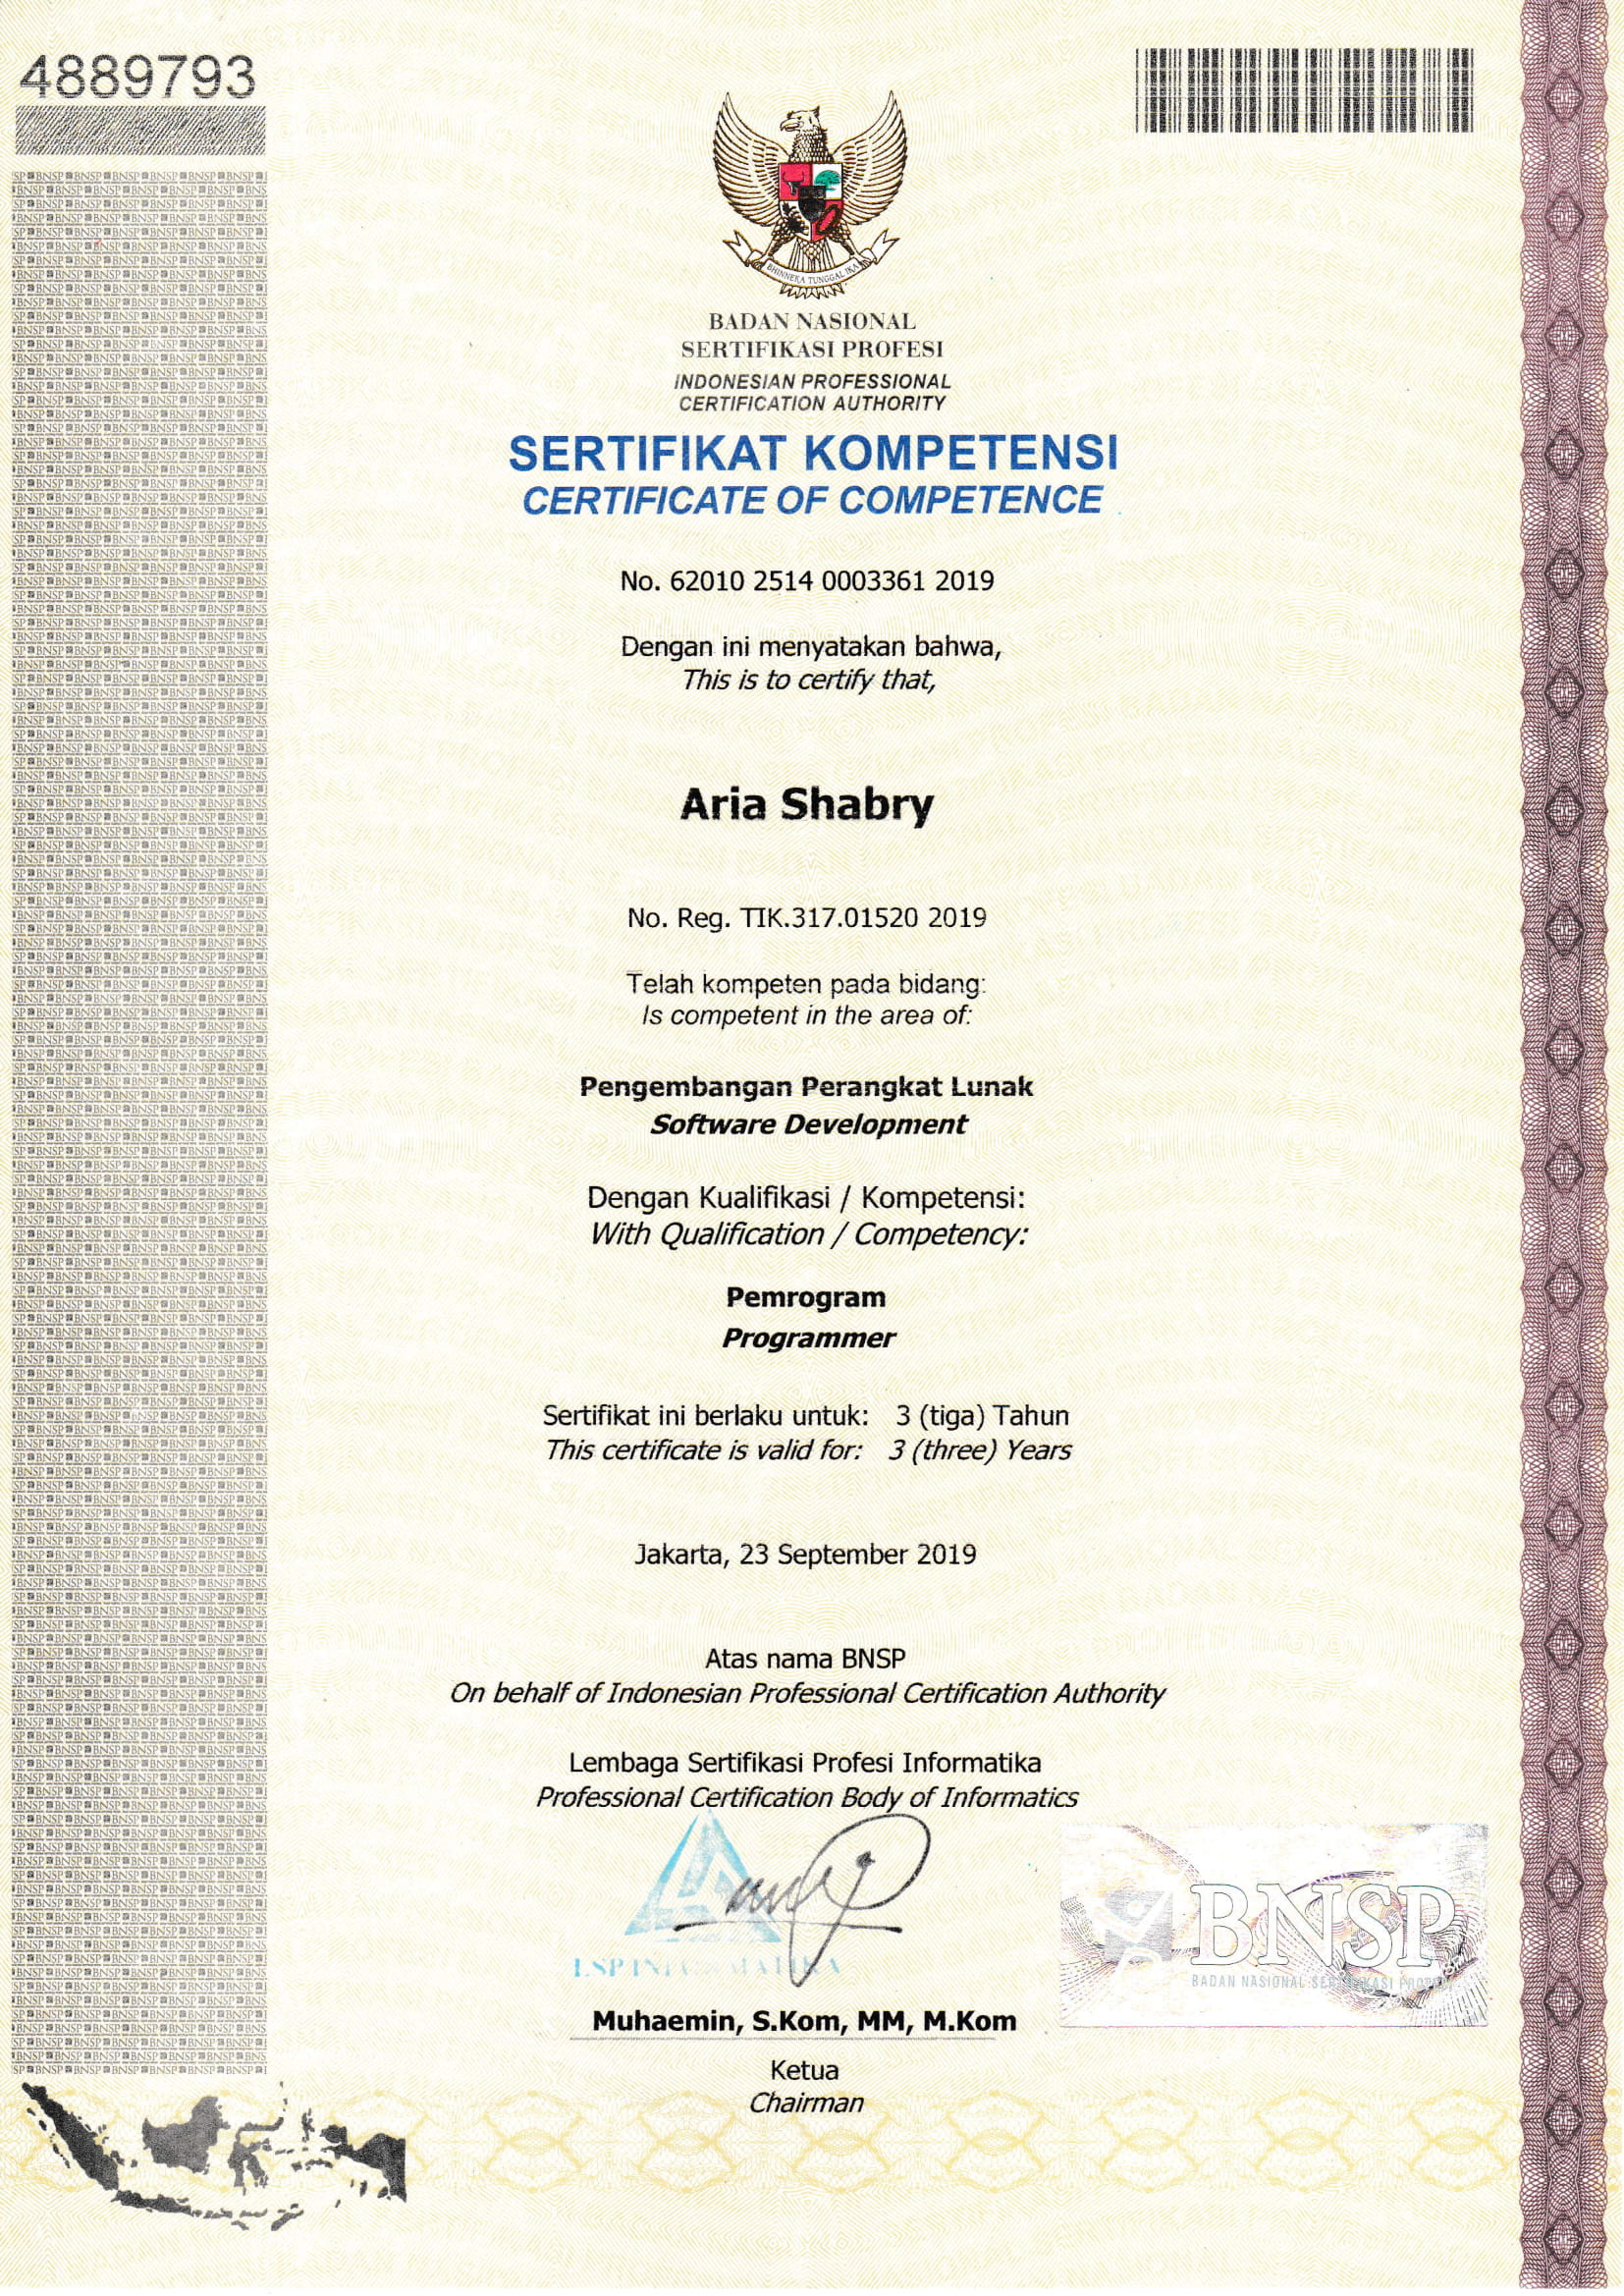 4889793
BHINNEKA TUNGGAL IKA
BADAN NASIONAL
SERTIFIKASI PROFESI
INDONESIAN PROFESSIONAL
CERTIFICATION AUTHORITY
SERTIFIKAT KOMPETENSI
CERTIFICATE OF COMPETENCE
No. 62010 2514 0003361 2019
Dengan ini menyatakan bahwa,
This is to certify that,
Aria Shabry
No. Reg. TIK.317.01520 2019
Telah kompeten pada bidang:
Is competent in the area of:
Pengembangan Perangkat Lunak
Software Development
Dengan Kualifikasi / Kompetensi:
With Qualification / Competency:
Pemrogram
Programmer
Sertifikat ini berlaku untuk: 3 (tiga) Tahun
This certificate is valid for: 3 (three) Years
Jakarta, 23 September 2019
Atas nama BNSP
On behalf of Indonesian Professional Certification Authority
Lembaga Sertifikasi Profesi Informatika
Professional Certification Body of Informatics
LSP INFORMATIKA
BNSP
BADAN NASIONAL SERTIFIKASI PROFESI
Muhaemin, S.Kom, MM, M.Kom
Ketua
Chairman